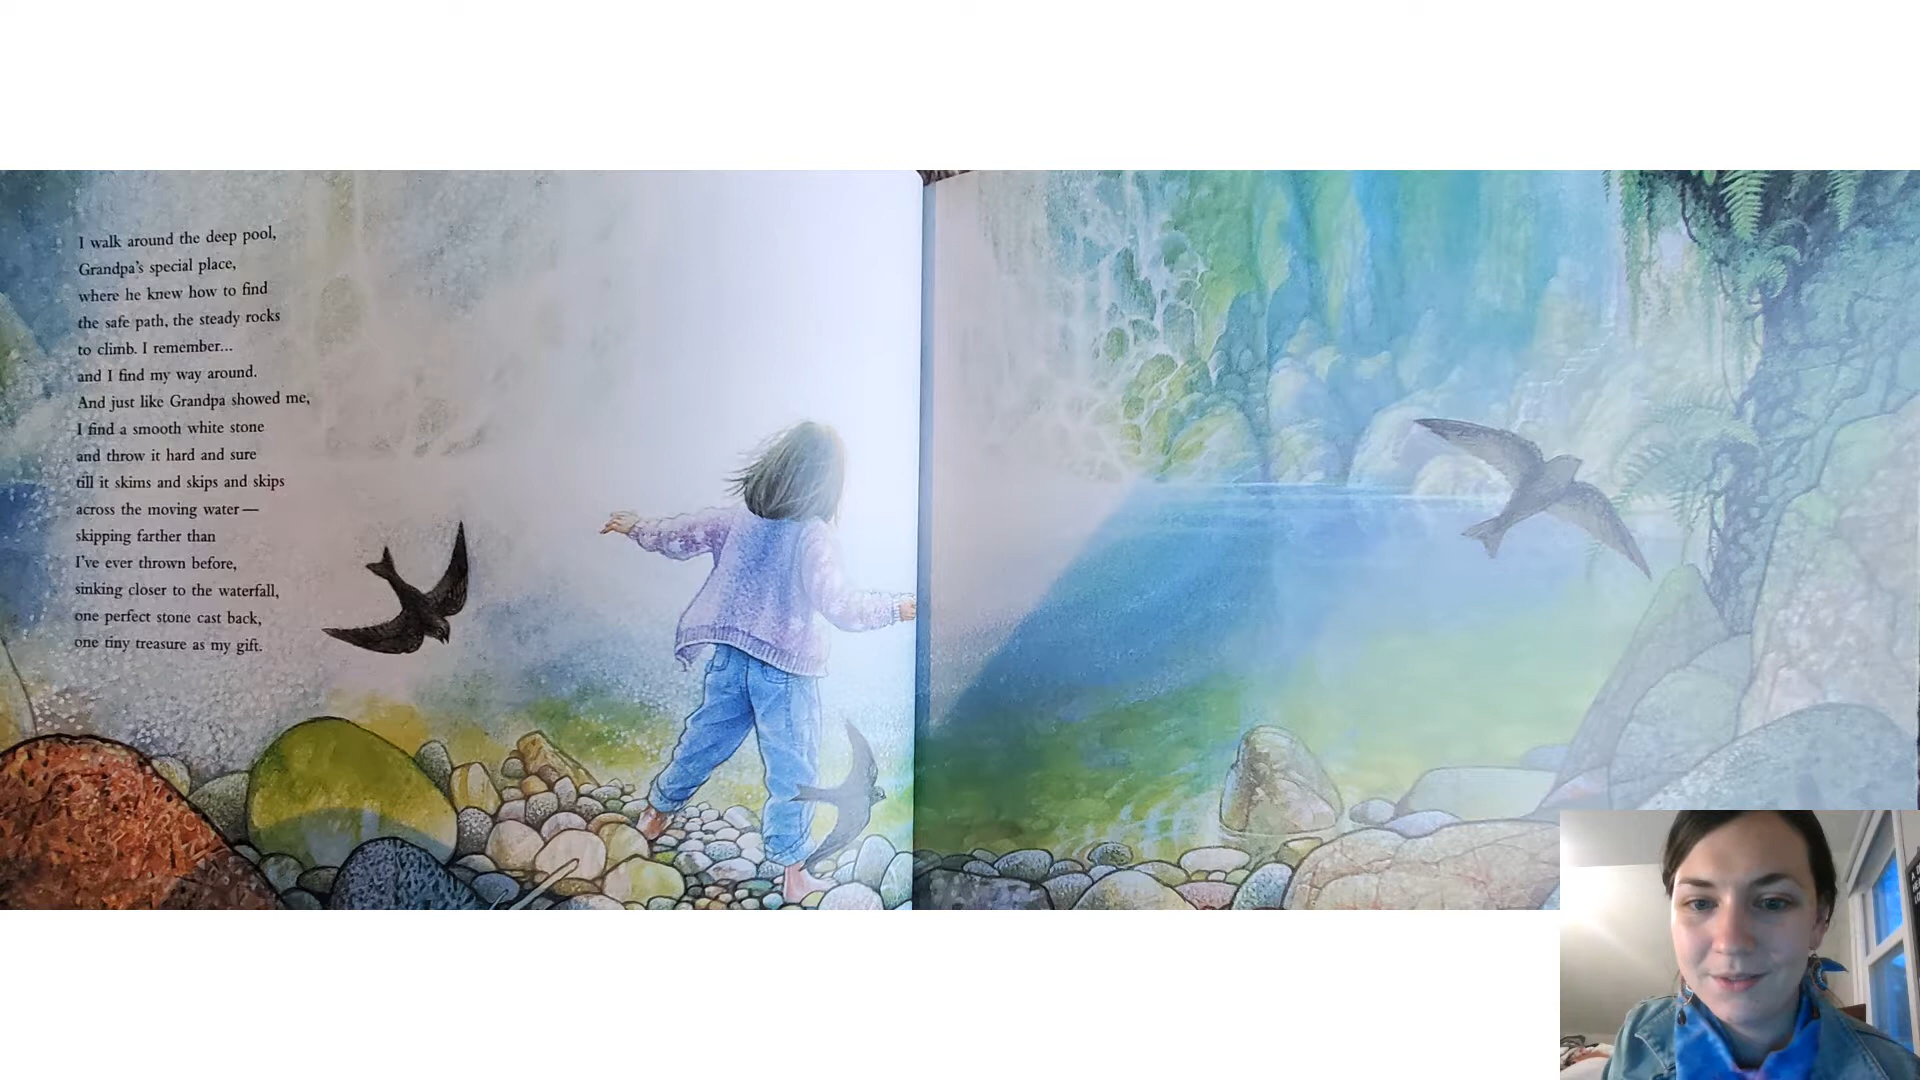 I walk around the deep pool,
Grandpa's special place,
where he knew how to find
the safe path, the steady rocks
to climb. I remember...
and I find my way around.
And just like Grandpa showed me,
I find a smooth white stone
and throw it hard and sure
till it skims and skips and skips
across the moving water—
skipping farther than
I've ever thrown before,
sinking closer to the waterfall,
one perfect stone cast back,
one tiny treasure as my gift.